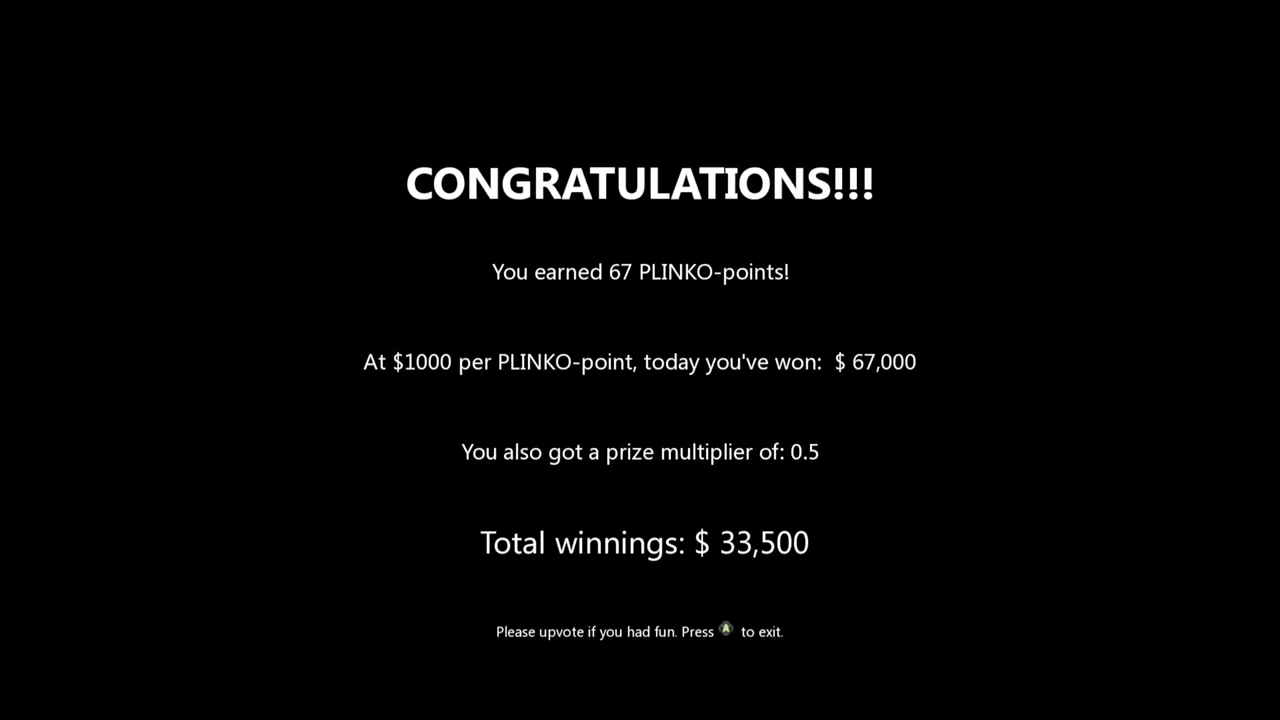 CONGRATULATIONS!!!
You earned 67 PLINKO-points!
At $1000 per PLINKO-point, today you've won:  $ 67,000
You also got a prize multiplier of: 0.5
Total winnings: $ 33,500
Please upvote if you had fun. Press A to exit.